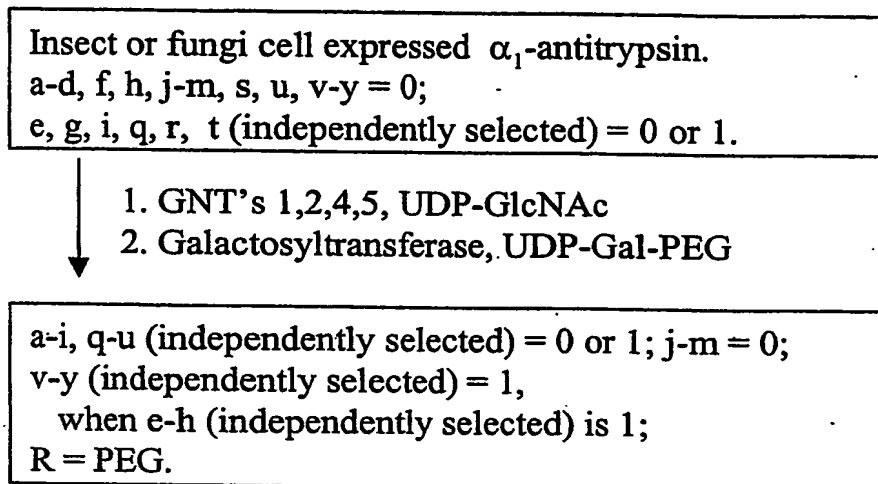 Insect or fungi cell expressed α₁-antitrypsin.
a-d, f, h, j-m, s, u, v-y = 0;
e, g, i, q, r, t (independently selected) = 0 or 1.
1. GNT's 1,2,4,5, UDP-GlcNAc
2. Galactosyltransferase, UDP-Gal-PEG
a-i, q-u (independently selected) = 0 or 1; j-m = 0;
v-y (independently selected) = 1,
when e-h (independently selected) is 1;
R = PEG.